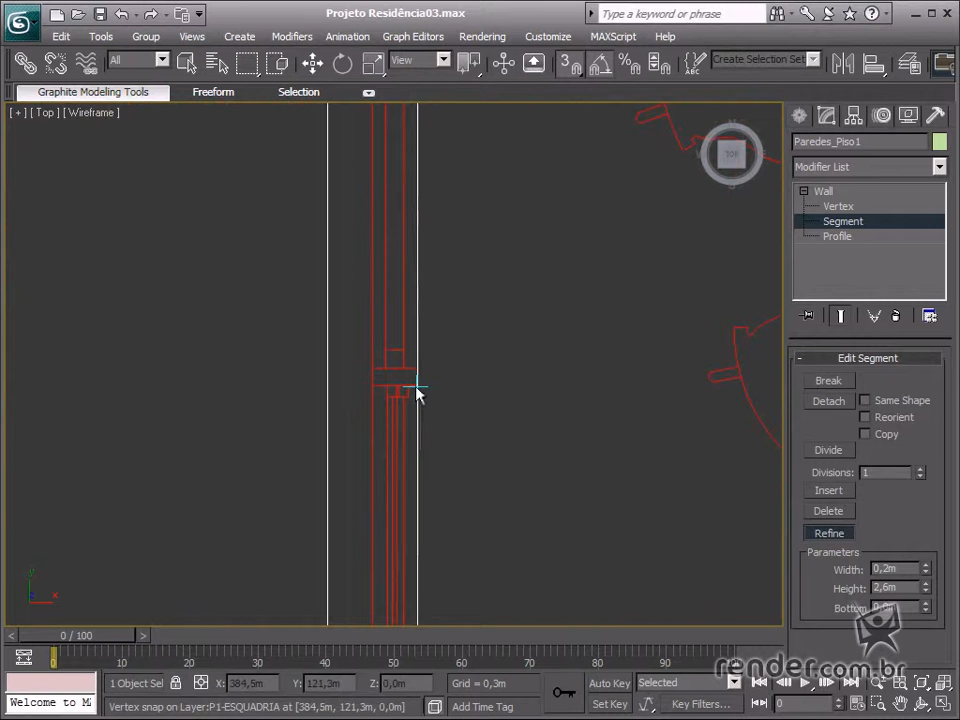 Projeto Residência03.max
Type a keyword or phrase
Edit Tools Group Views Create Modifiers Animation Graph Editors Rendering Customize MAXScript Help
All
View
3
Create Selection Set
Graphite Modeling Tools Freeform Selection
[ + ] [ Top ] [ Wireframe ]
TOP
Paredes_Piso1
Modifier List
Wall
Vertex
Segment
Profile
- Edit Segment
Break
Detach Same Shape
Reorient
Copy
Divide
Divisions: 1
Insert
Delete
Refine
Parameters
Width: 0,2m
Height: 2,6m
Bottom 0,0m
render.com.br
y
z x
< 0 / 100 >
0 10 20 30 40 50 60 70 80 90
1 Object Sel X: 384,5m Y: 121,3m Z: 0,0m Grid = 0,3m Auto Key Selected
Welcome to M
Vertex snap on Layer:P1-ESQUADRIA at [384,5m, 121,3m, 0,0m] Add Time Tag Set Key Key Filters... 0